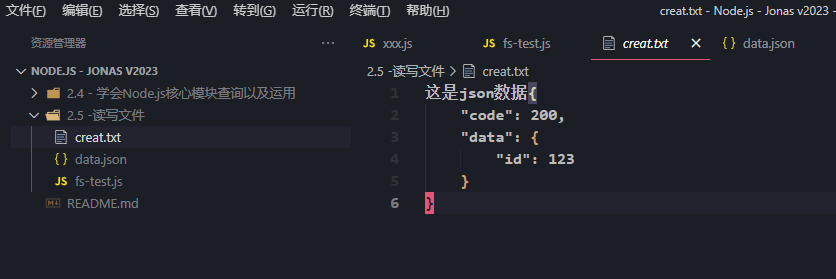 文件(F) 编辑(E) 选择(S) 查看(V) 转到(G) 运行(R) 终端(T) 帮助(H) creat.txt - Node.js - Jonas v2023 -
资源管理器 ··· JS xxx.js JS fs-test.js creat.txt × {} data.json
NODE.JS - JONAS V2023
2.5 -读写文件 > creat.txt
2.4 - 学会Node.js核心模块查询以及运用
2.5 -读写文件
creat.txt
{} data.json
JS fs-test.js
README.md
1 这是json数据{
2 "code": 200,
3 "data": {
4 "id": 123
5 }
6 }